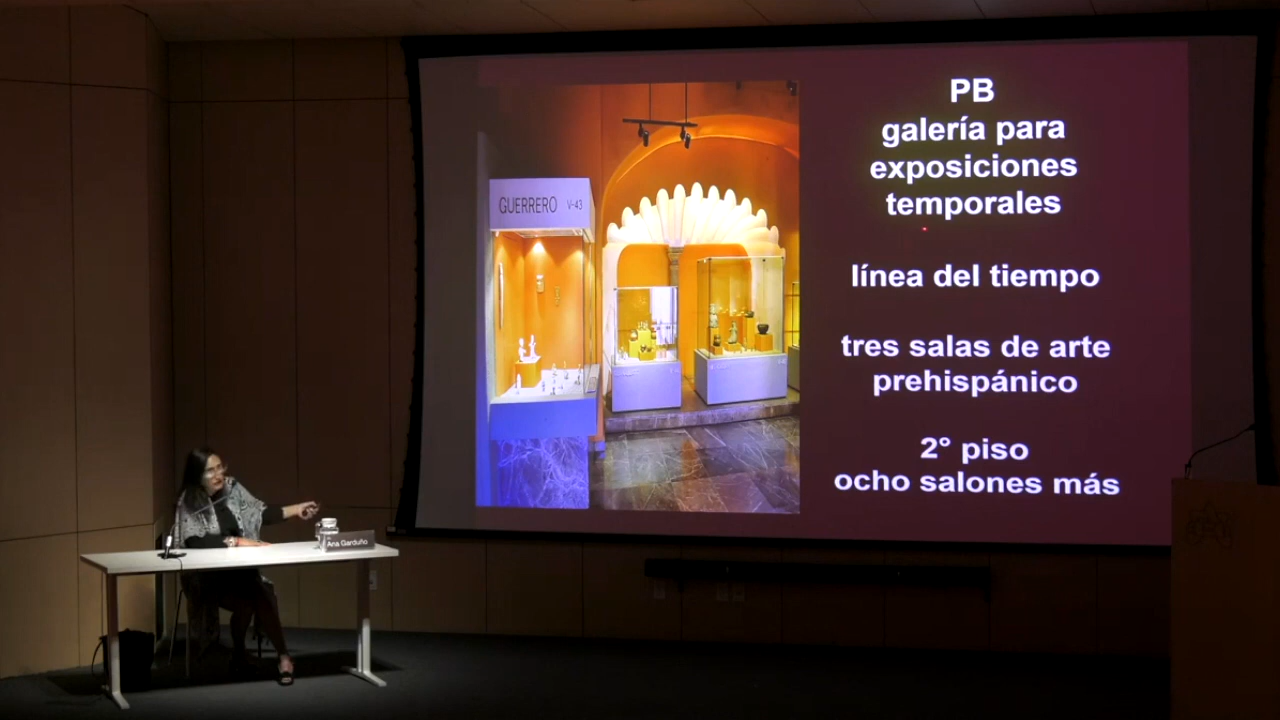 PB
galería para
exposiciones
temporales
línea del tiempo
tres salas de arte
prehispánico
2° piso
ocho salones más
GUERRERO V-43
Ana Garduño